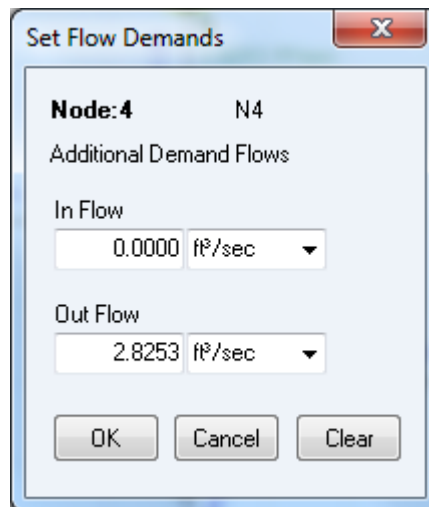 Set Flow Demands
Node:4 N4
Additional Demand Flows
In Flow
0.0000 ft³/sec
Out Flow
2.8253 ft³/sec
OK Cancel Clear